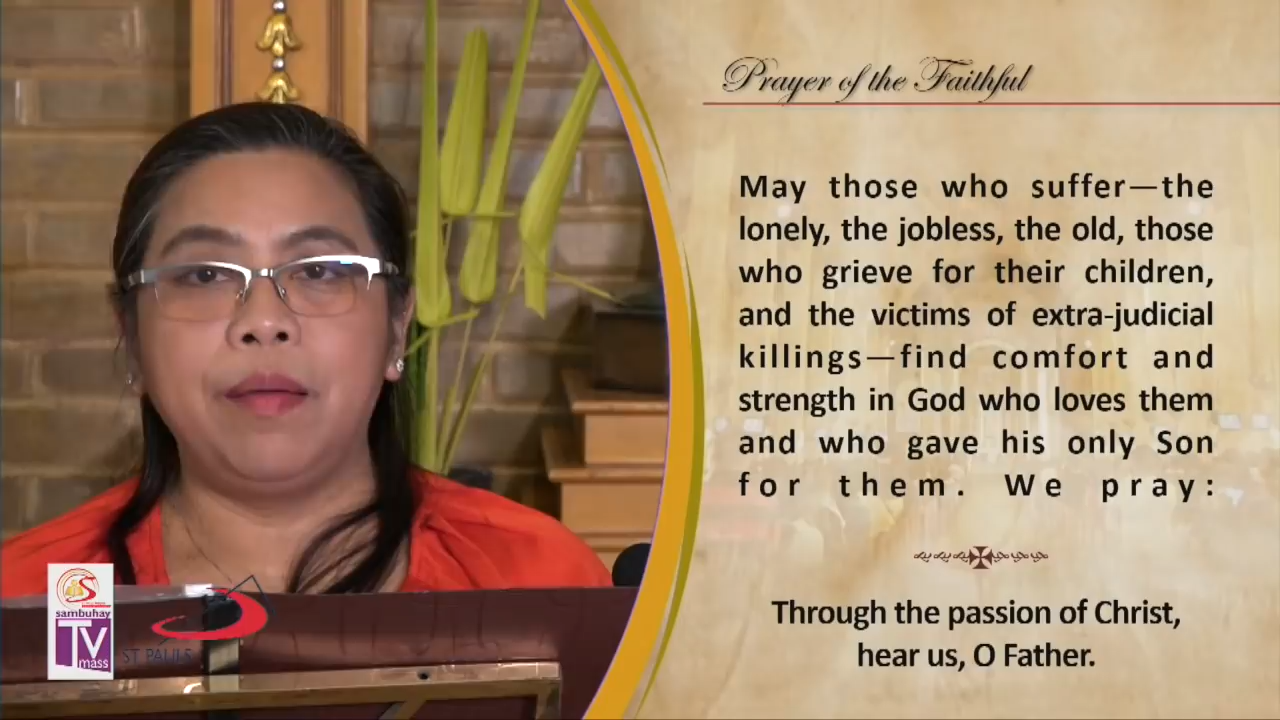 Prayer of the Faithful
May those who suffer—the
lonely, the jobless, the old, those
who grieve for their children,
and the victims of extra-judicial
killings—find comfort and
strength in God who loves them
and who gave his only Son
for them. We pray:
Through the passion of Christ,
hear us, O Father.
sambuhay
TV
mass
ST PAULS